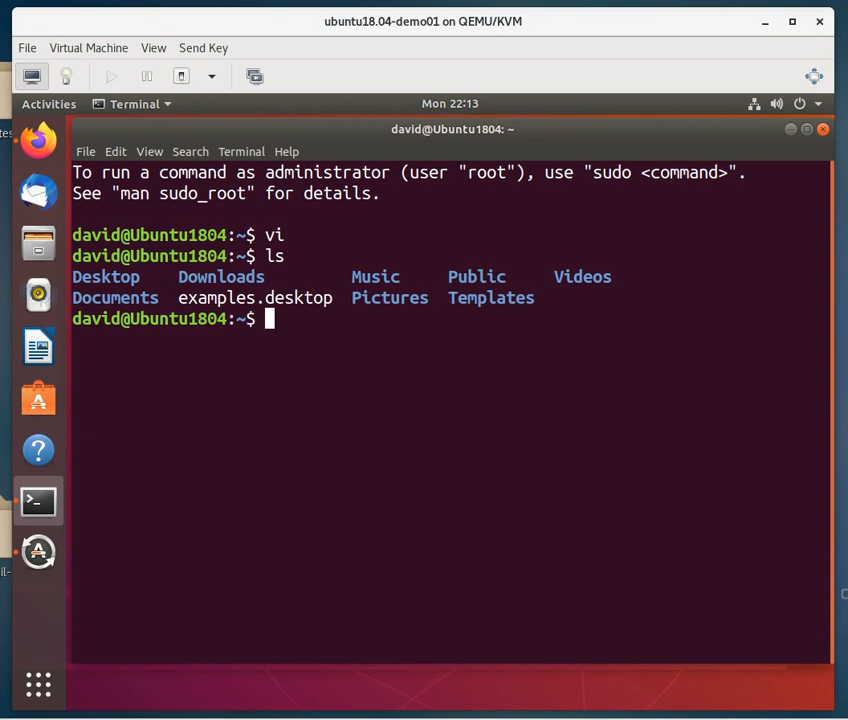 ubuntu18.04-demo01 on QEMU/KVM
File Virtual Machine View Send Key
Activities Terminal Mon 22:13
david@Ubuntu1804: ~
File Edit View Search Terminal Help
To run a command as administrator (user "root"), use "sudo <command>".
See "man sudo_root" for details.
david@Ubuntu1804:~$ vi
david@Ubuntu1804:~$ ls
Desktop Downloads Music Public Videos
Documents examples.desktop Pictures Templates
david@Ubuntu1804:~$
tes
il-